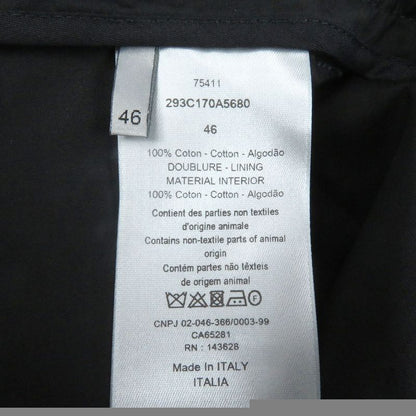 46
75411
293C170A5680
46
100% Coton - Cotton - Algodão
DOUBLURE - LINING
MATERIAL INTERIOR
100% Coton - Cotton - Algodão
Contient des parties non textiles
d'origine animale
Contains non-textile parts of animal
origin
Contém partes não têxteis
de origem animal
CNPJ 02-046-366/0003-99
CA65281
RN : 143628
Made In ITALY
ITALIA